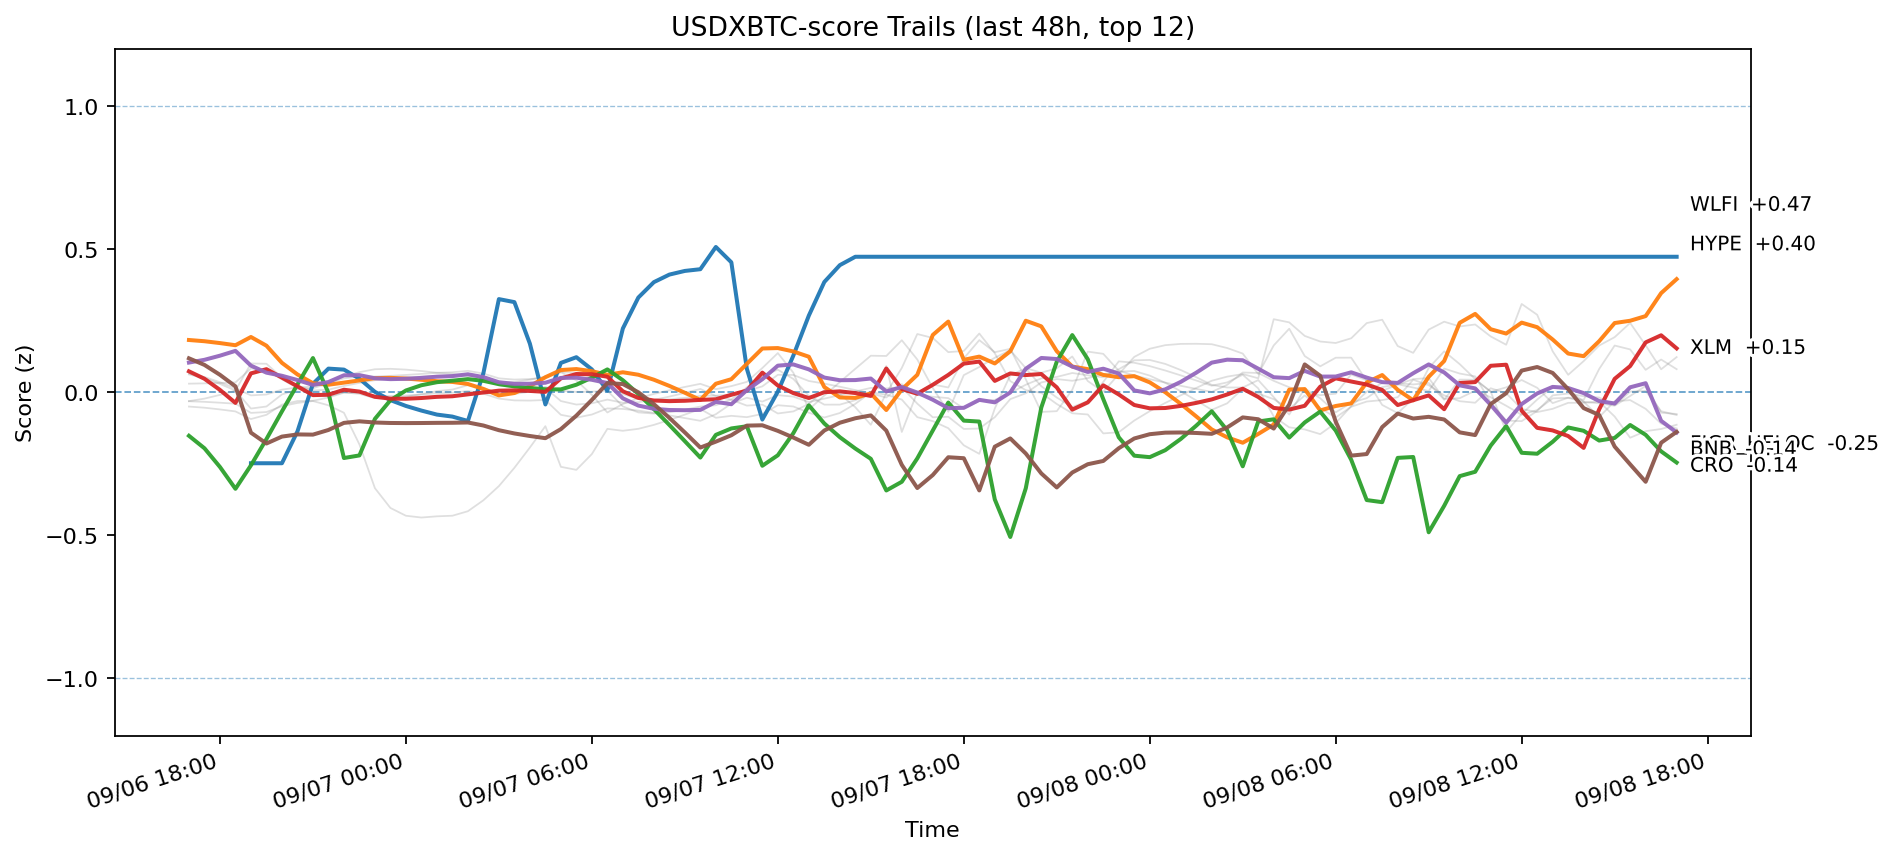 USDXBTC-score Trails (last 48h, top 12)
Score (z)
1.0
0.5
0.0
−0.5
−1.0
WLFI +0.47
HYPE +0.40
XLM +0.15
-0.25
BNB -0.14
CRO -0.14
09/06 18:00
09/07 00:00
09/07 06:00
09/07 12:00
09/07 18:00
09/08 00:00
09/08 06:00
09/08 12:00
09/08 18:00
Time